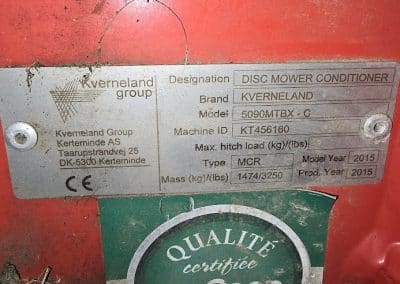 Kverneland
group
Kverneland Group
Kerteminde AS
Taarupstrandvej 25
DK-5300 Kerteminde
CE
Designation DISC MOWER CONDITIONER
Brand KVERNELAND
Model 5090MTBX - C
Machine ID KT456160
Max. hitch load (kg)/(lbs)
Type MCR Model Year 2015
Mass (kg)/(lbs) 1474/3250 Prod. Year 2015
QUALITÉ
certifiée